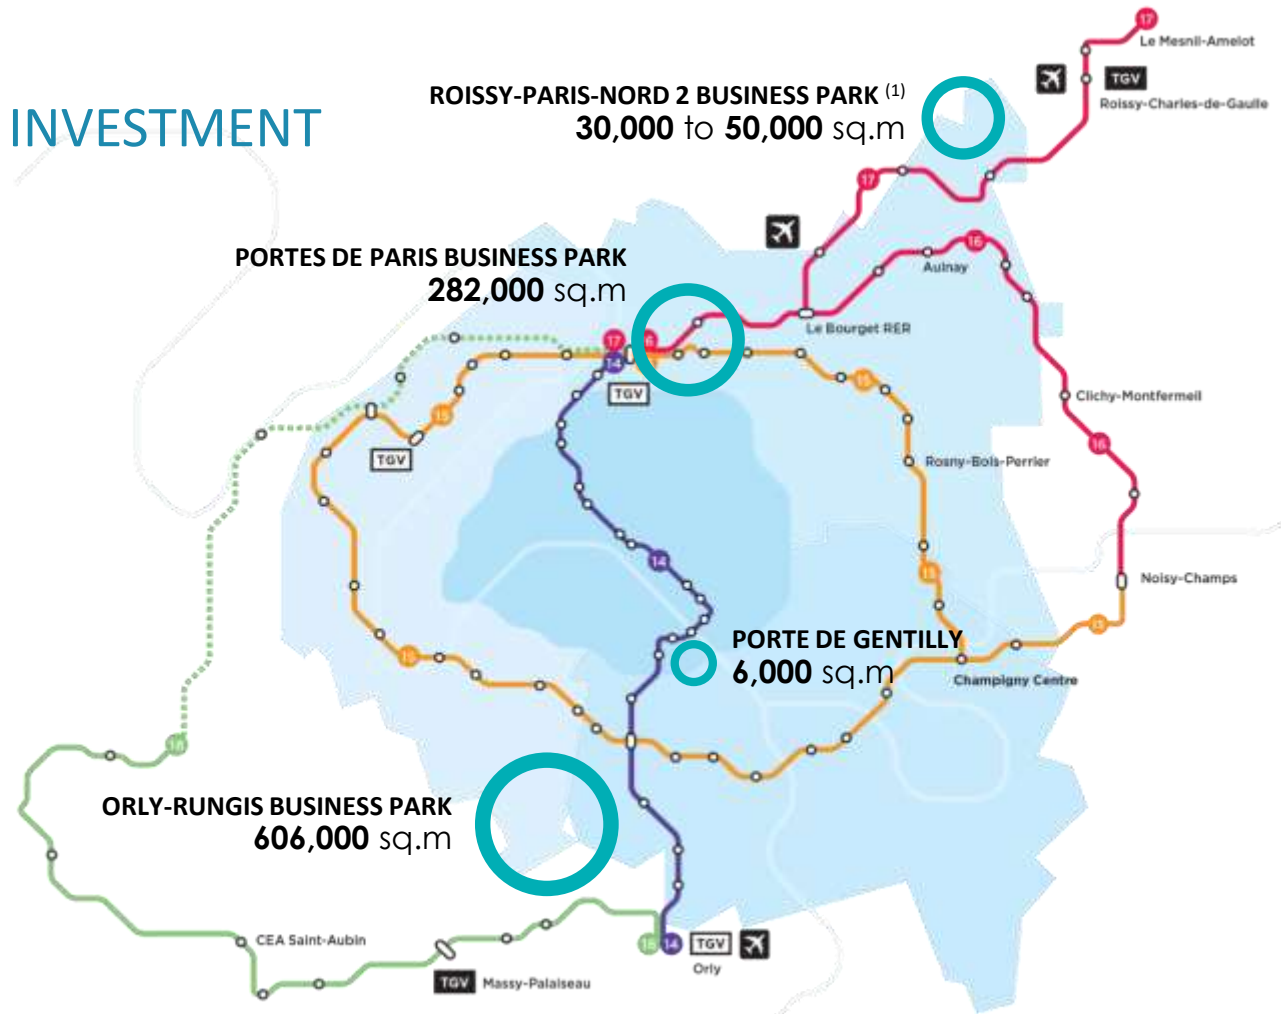 17
Le Mesnil-Amelot
TGV
Roissy-Charles-de-Gaulle
ROISSY-PARIS-NORD 2 BUSINESS PARK (1)
30,000 to 50,000 sq.m
INVESTMENT
17
16
Aulnay
PORTES DE PARIS BUSINESS PARK
282,000 sq.m
Le Bourget RER
17
6
14
TGV
15
Clichy-Montfermeil
15
16
TGV
Rosny-Bois-Perrier
14
15
Noisy-Champs
15
PORTE DE GENTILLY
6,000 sq.m
15
Champigny Centre
18
ORLY-RUNGIS BUSINESS PARK
606,000 sq.m
CEA Saint-Aubin
18
14
TGV
Orly
TGV
Massy-Palaiseau